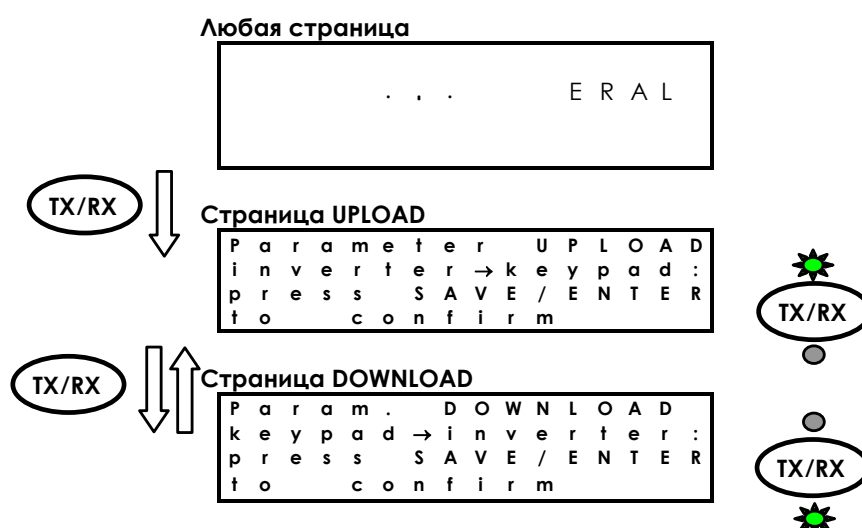 Любая страница
. . . ERAL
TX/RX
Страница UPLOAD
Parameter UPLOAD
inverter→keypad:
press SAVE/ENTER
to confirm
TX/RX
TX/RX
Страница DOWNLOAD
Param. DOWNLOAD
keypad→inverter:
press SAVE/ENTER
to confirm
TX/RX